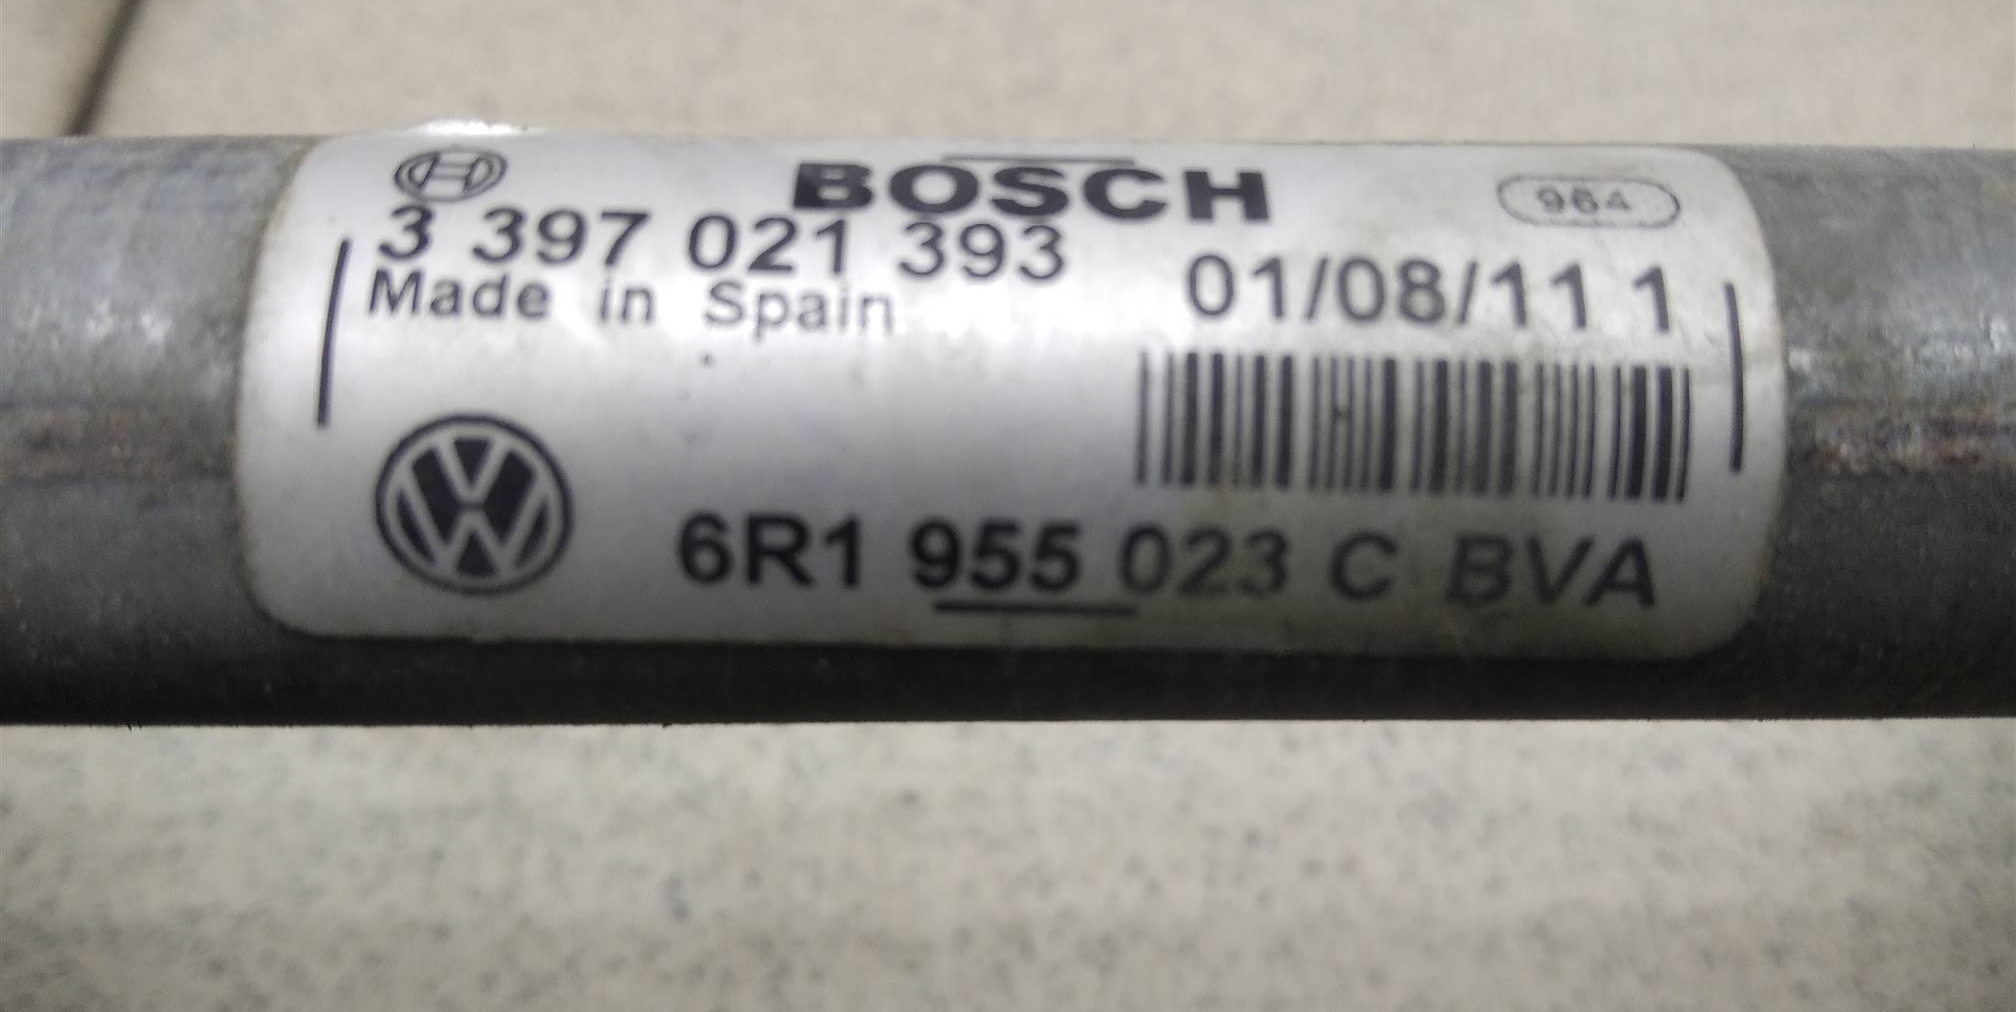 BOSCH
964
3 397 021 393
01/08/11 1
Made in Spain
6R1 955 023 C BVA